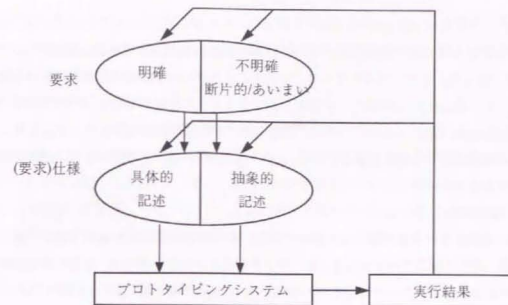 要求
明確
不明確
断片的/あいまい
(要求)仕様
具体的
記述
抽象的
記述
プロトタイピングシステム
実行結果